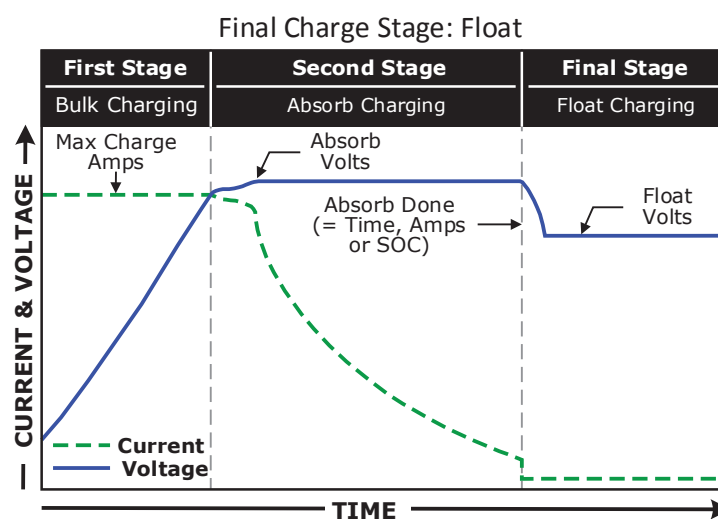 Final Charge Stage: Float
First Stage
Second Stage
Final Stage
Bulk Charging
Absorb Charging
Float Charging
Max Charge
Amps
Absorb
Volts
Absorb Done
(= Time, Amps
or SOC)
Float
Volts
CURRENT & VOLTAGE
Current
Voltage
TIME